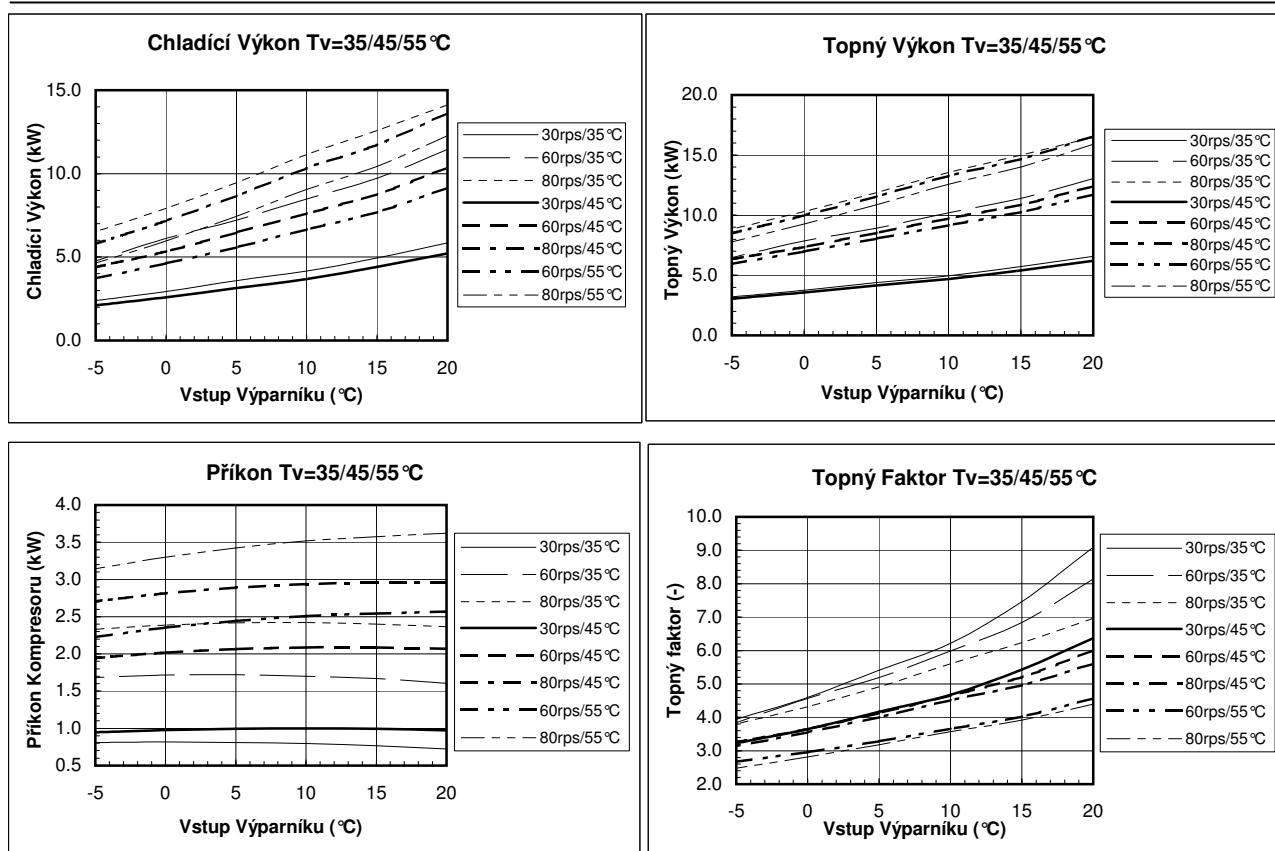 Chladící Výkon Tv=35/45/55°C
Chladící Výkon (kW)
15.0
10.0
5.0
0.0
-5 0 5 10 15 20
Vstup Výparníku (°C)
30rps/35°C
60rps/35°C
80rps/35°C
30rps/45°C
60rps/45°C
80rps/45°C
60rps/55°C
80rps/55°C
Topný Výkon Tv=35/45/55°C
Topný Výkon (kW)
20.0
15.0
10.0
5.0
0.0
-5 0 5 10 15 20
Vstup Výparníku (°C)
30rps/35°C
60rps/35°C
80rps/35°C
30rps/45°C
60rps/45°C
80rps/45°C
60rps/55°C
80rps/55°C
Příkon Tv=35/45/55°C
Příkon Kompresoru (kW)
4.0
3.5
3.0
2.5
2.0
1.5
1.0
0.5
-5 0 5 10 15 20
Vstup Výparníku (°C)
30rps/35°C
60rps/35°C
80rps/35°C
30rps/45°C
60rps/45°C
80rps/45°C
60rps/55°C
80rps/55°C
Topný Faktor Tv=35/45/55°C
Topný faktor (-)
10.0
9.0
8.0
7.0
6.0
5.0
4.0
3.0
2.0
-5 0 5 10 15 20
Vstup Výparníku (°C)
30rps/35°C
60rps/35°C
80rps/35°C
30rps/45°C
60rps/45°C
80rps/45°C
60rps/55°C
80rps/55°C